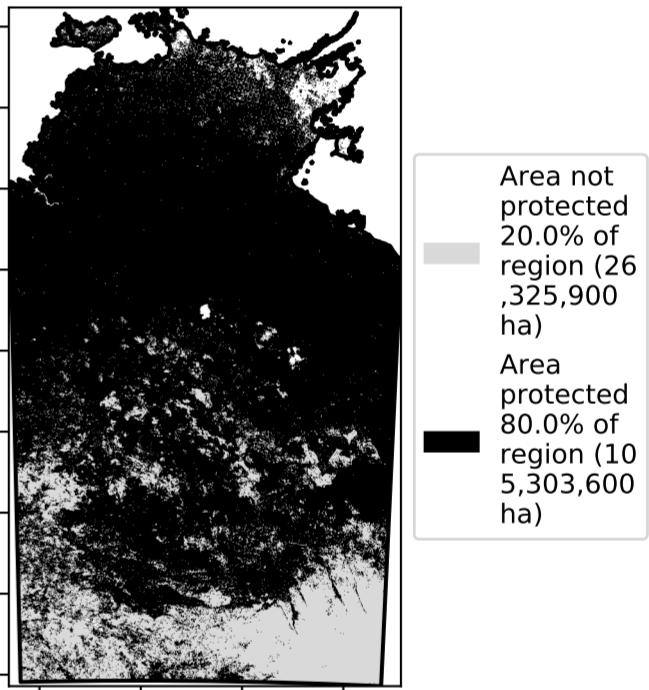 Area not
protected
20.0% of
region (26
,325,900
ha)
Area
protected
80.0% of
region (10
5,303,600
ha)